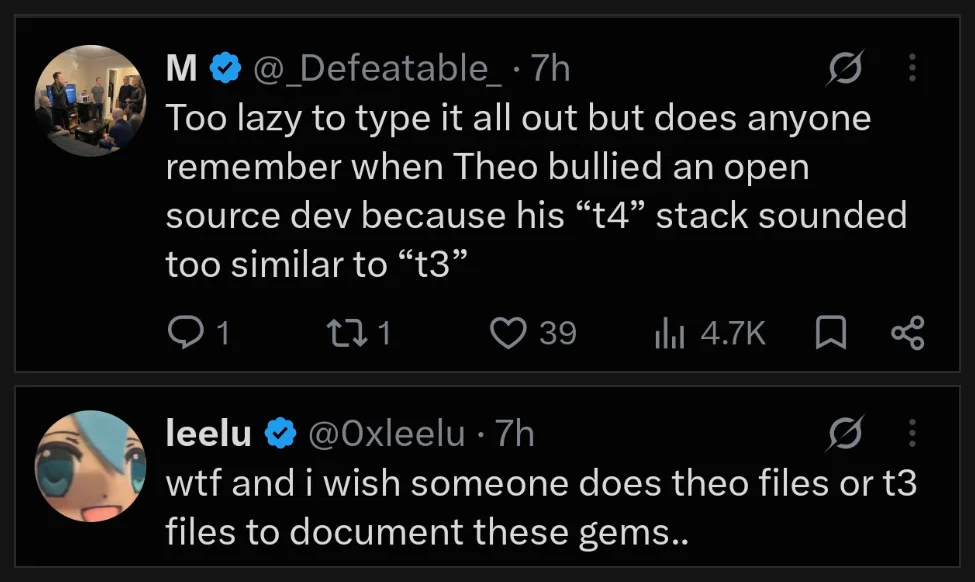 M @_Defeatable_ · 7h
Too lazy to type it all out but does anyone
remember when Theo bullied an open
source dev because his “t4” stack sounded
too similar to “t3”
1 1 39 4.7K
leelu @0xleelu · 7h
wtf and i wish someone does theo files or t3
files to document these gems..